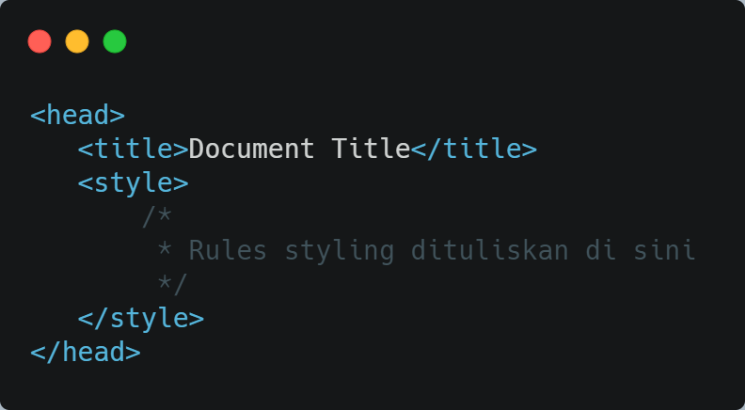 <head>
<title>Document Title</title>
<style>
/*
* Rules styling dituliskan di sini
*/
</style>
</head>